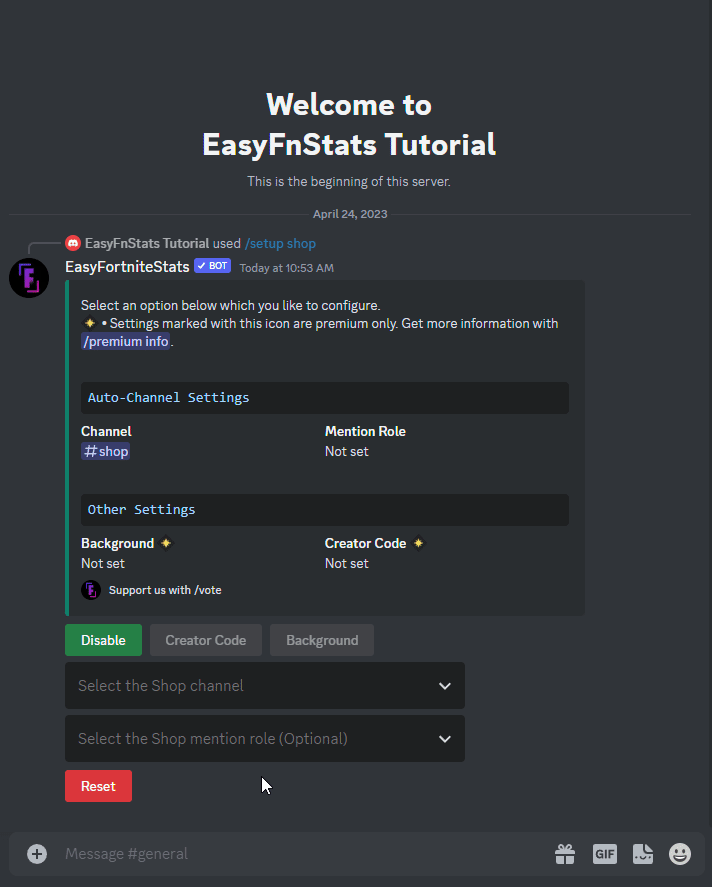 Welcome to
EasyFnStats Tutorial
This is the beginning of this server.
April 24, 2023
EasyFnStats Tutorial used /setup shop
EasyFortniteStats ✓ BOT Today at 10:53 AM
Select an option below which you like to configure.
• Settings marked with this icon are premium only. Get more information with
/premium info.
Auto-Channel Settings
Channel Mention Role
#shop Not set
Other Settings
Background Creator Code
Not set Not set
Support us with /vote
Disable Creator Code Background
Select the Shop channel
Select the Shop mention role (Optional)
Reset
Message #general GIF